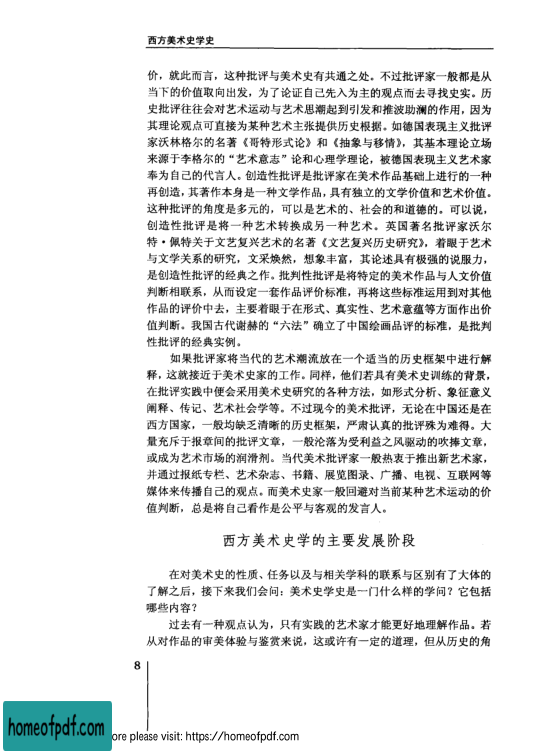 西方美术史学史
价，就此而言，这种批评与美术史有共通之处。不过批评家一般都是从
当下的价值取向出发，为了论证自己先入为主的观点而去寻找史实。历
史批评往往会对艺术运动与艺术思潮起到引发和推波助澜的作用，因为
其理论观点可直接为某种艺术主张提供历史根据。如德国表现主义批评
家沃林格尔的名著《哥特形式论》和《抽象与移情》，其基本理论立场
来源于李格尔的“艺术意志”论和心理学理论，被德国表现主义艺术家
奉为自己的代言人。创造性批评是批评家在美术作品基础上进行的一种
再创造，其著作本身是一种文学作品，具有独立的文学价值和艺术价值。
这种批评的角度是多元的，可以是艺术的、社会的和道德的。可以说，
创造性批评是将一种艺术转换成另一种艺术。英国著名批评家沃尔
特·佩特关于文艺复兴艺术的名著《文艺复兴历史研究》，着眼于艺术
与文学关系的研究，文采焕然，想象丰富，其论述具有极强的说服力，
是创造性批评的经典之作。批判性批评是将特定的美术作品与人文价值
判断相联系，从而设定一套作品评价标准，再将这些标准运用到对其他
作品的评价中去，主要着眼于在形式、真实性、艺术意蕴等方面作出价
值判断。我国古代谢赫的“六法”确立了中国绘画品评的标准，是批判
性批评的经典实例。
如果批评家将当代的艺术潮流放在一个适当的历史框架中进行解
释，这就接近于美术史家的工作。同样，他们若具有美术史训练的背景，
在批评实践中便会采用美术史研究的各种方法，如形式分析、象征意义
阐释、传记、艺术社会学等。不过现今的美术批评，无论在中国还是在
西方国家，一般均缺乏清晰的历史框架，严肃认真的批评殊为难得。大
量充斥于报章间的批评文章，一般沦落为受利益之风驱动的吹捧文章，
或成为艺术市场的润滑剂。当代美术批评家一般热衷于推出新艺术家，
并通过报纸专栏、艺术杂志、书籍、展览图录、广播、电视、互联网等
媒体来传播自己的观点。而美术史家一般回避对当前某种艺术运动的价
值判断，总是将自己看作是公平与客观的发言人。
西方美术史学的主要发展阶段
在对美术史的性质、任务以及与相关学科的联系与区别有了大体的
了解之后，接下来我们会问：美术史学史是一门什么样的学问？它包括
哪些内容？
过去有一种观点认为，只有实践的艺术家才能更好地理解作品。若
从对作品的审美体验与鉴赏来说，这或许有一定的道理，但从历史的角
8
homeofpdf.com
ore please visit: https://homeofpdf.com